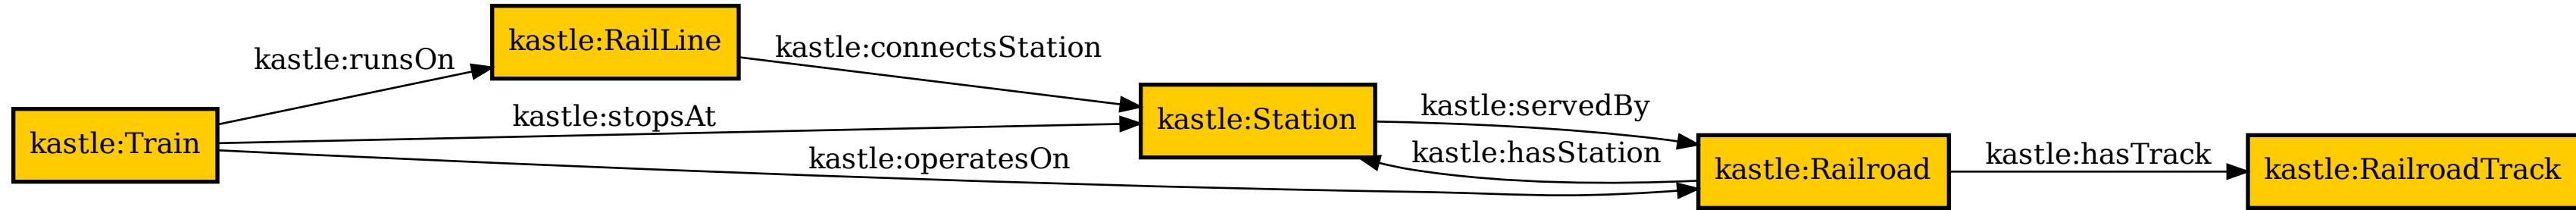 kastle:RailLine
kastle:connectsStation
kastle:runsOn
kastle:stopsAt
kastle:Station
kastle:servedBy
kastle:Train
kastle:operatesOn
kastle:hasStation
kastle:Railroad
kastle:hasTrack
kastle:RailroadTrack